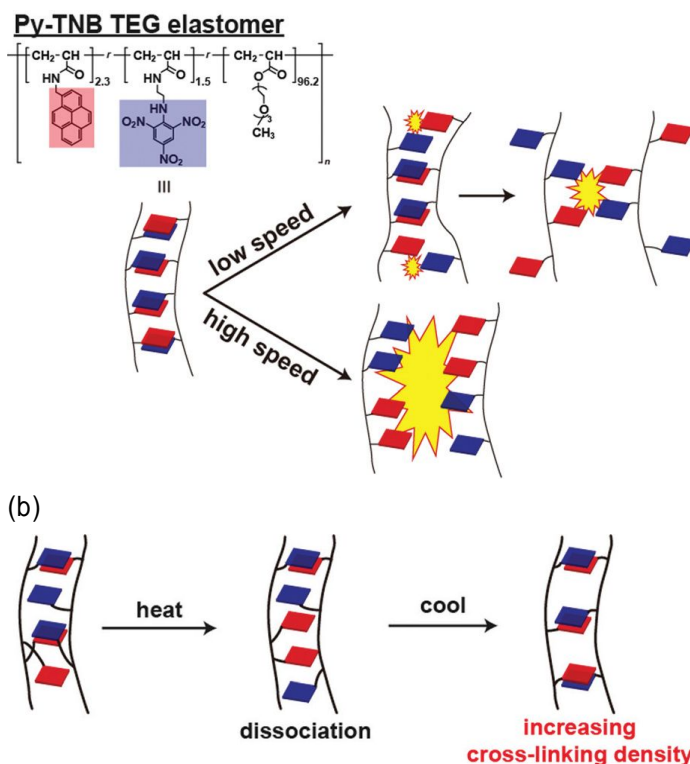 Py-TNB TEG elastomer
CH2-CH r CH2-CH r CH2-CH
HN O 2.3 HN O 1.5 O O 96.2
HN
O2N NO2 O 3
CH3
NO2 n
III
low speed
high speed
(b)
heat
cool
dissociation
increasing
cross-linking density